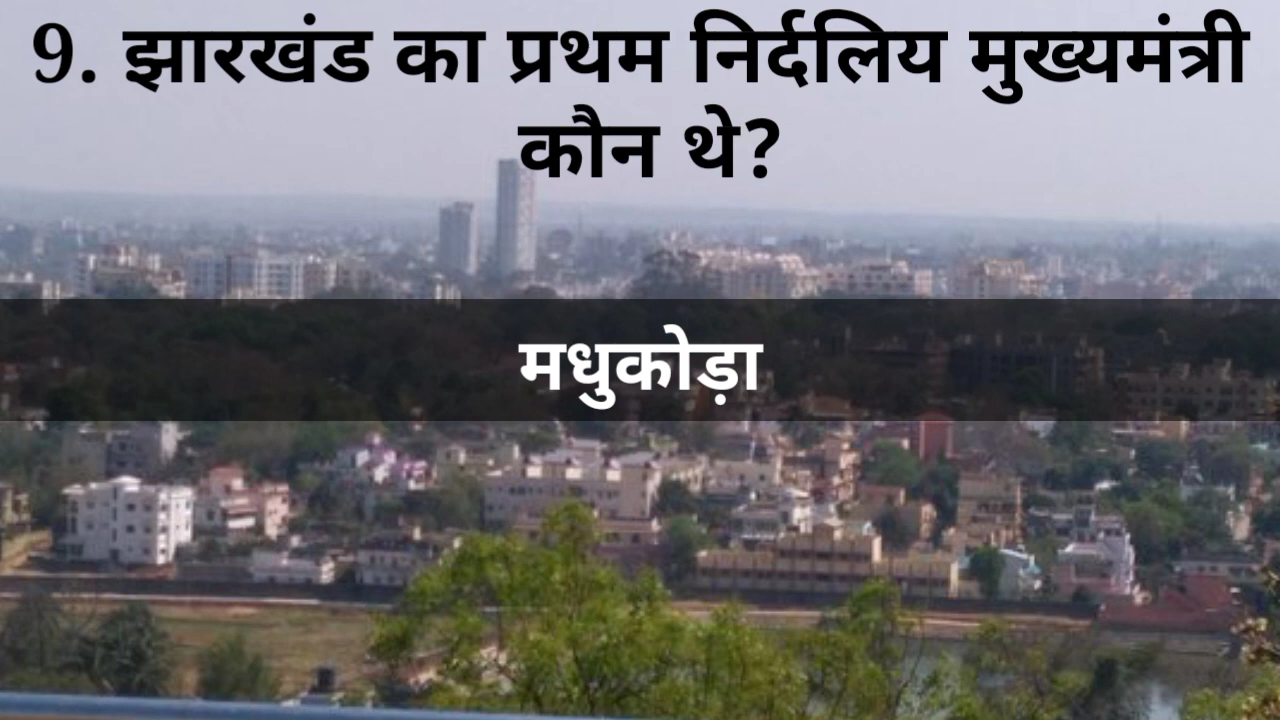 9. झारखंड का प्रथम निर्दलिय मुख्यमंत्री
कौन थे?
मधुकोड़ा